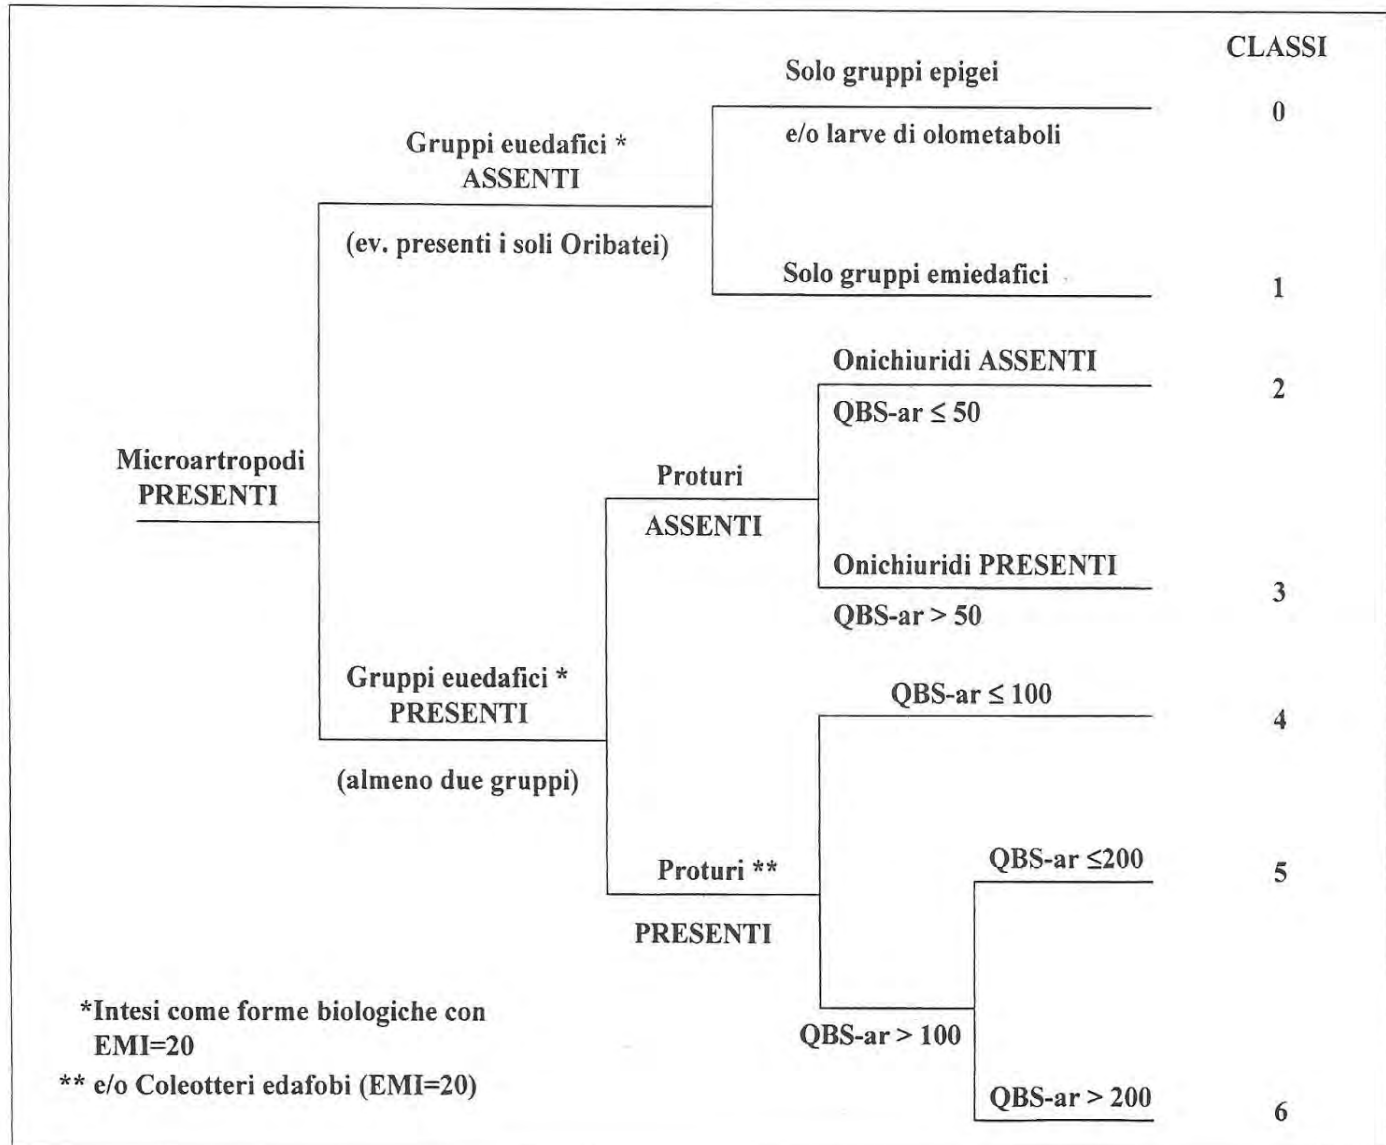 CLASSI
Solo gruppi epigei
0
e/o larve di olometaboli
Gruppi euedafici *
ASSENTI
(ev. presenti i soli Oribatei)
Solo gruppi emiedafici
1
Onichiuridi ASSENTI
2
QBS-ar ≤ 50
Microartropodi
PRESENTI
Proturi
ASSENTI
Onichiuridi PRESENTI
3
QBS-ar > 50
Gruppi euedafici *
PRESENTI
(almeno due gruppi)
QBS-ar ≤ 100
4
Proturi **
PRESENTI
QBS-ar ≤200
5
QBS-ar > 100
QBS-ar > 200
6
*Intesi come forme biologiche con
EMI=20
** e/o Coleotteri edafobi (EMI=20)